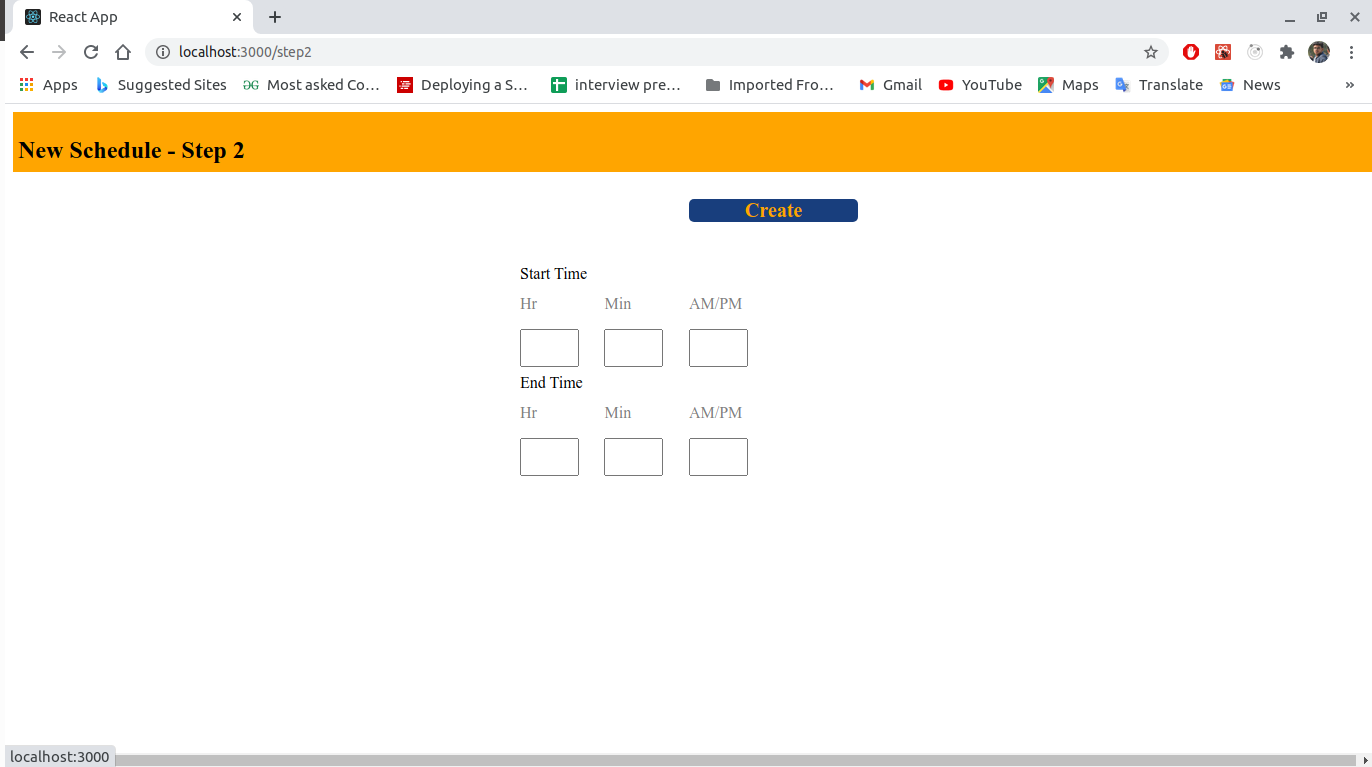 React App
localhost:3000/step2
Apps Suggested Sites Most asked Co... Deploying a S... interview pre... Imported Fro... Gmail YouTube Maps Translate News »
New Schedule - Step 2
Create
Start Time
Hr Min AM/PM
End Time
Hr Min AM/PM
localhost:3000